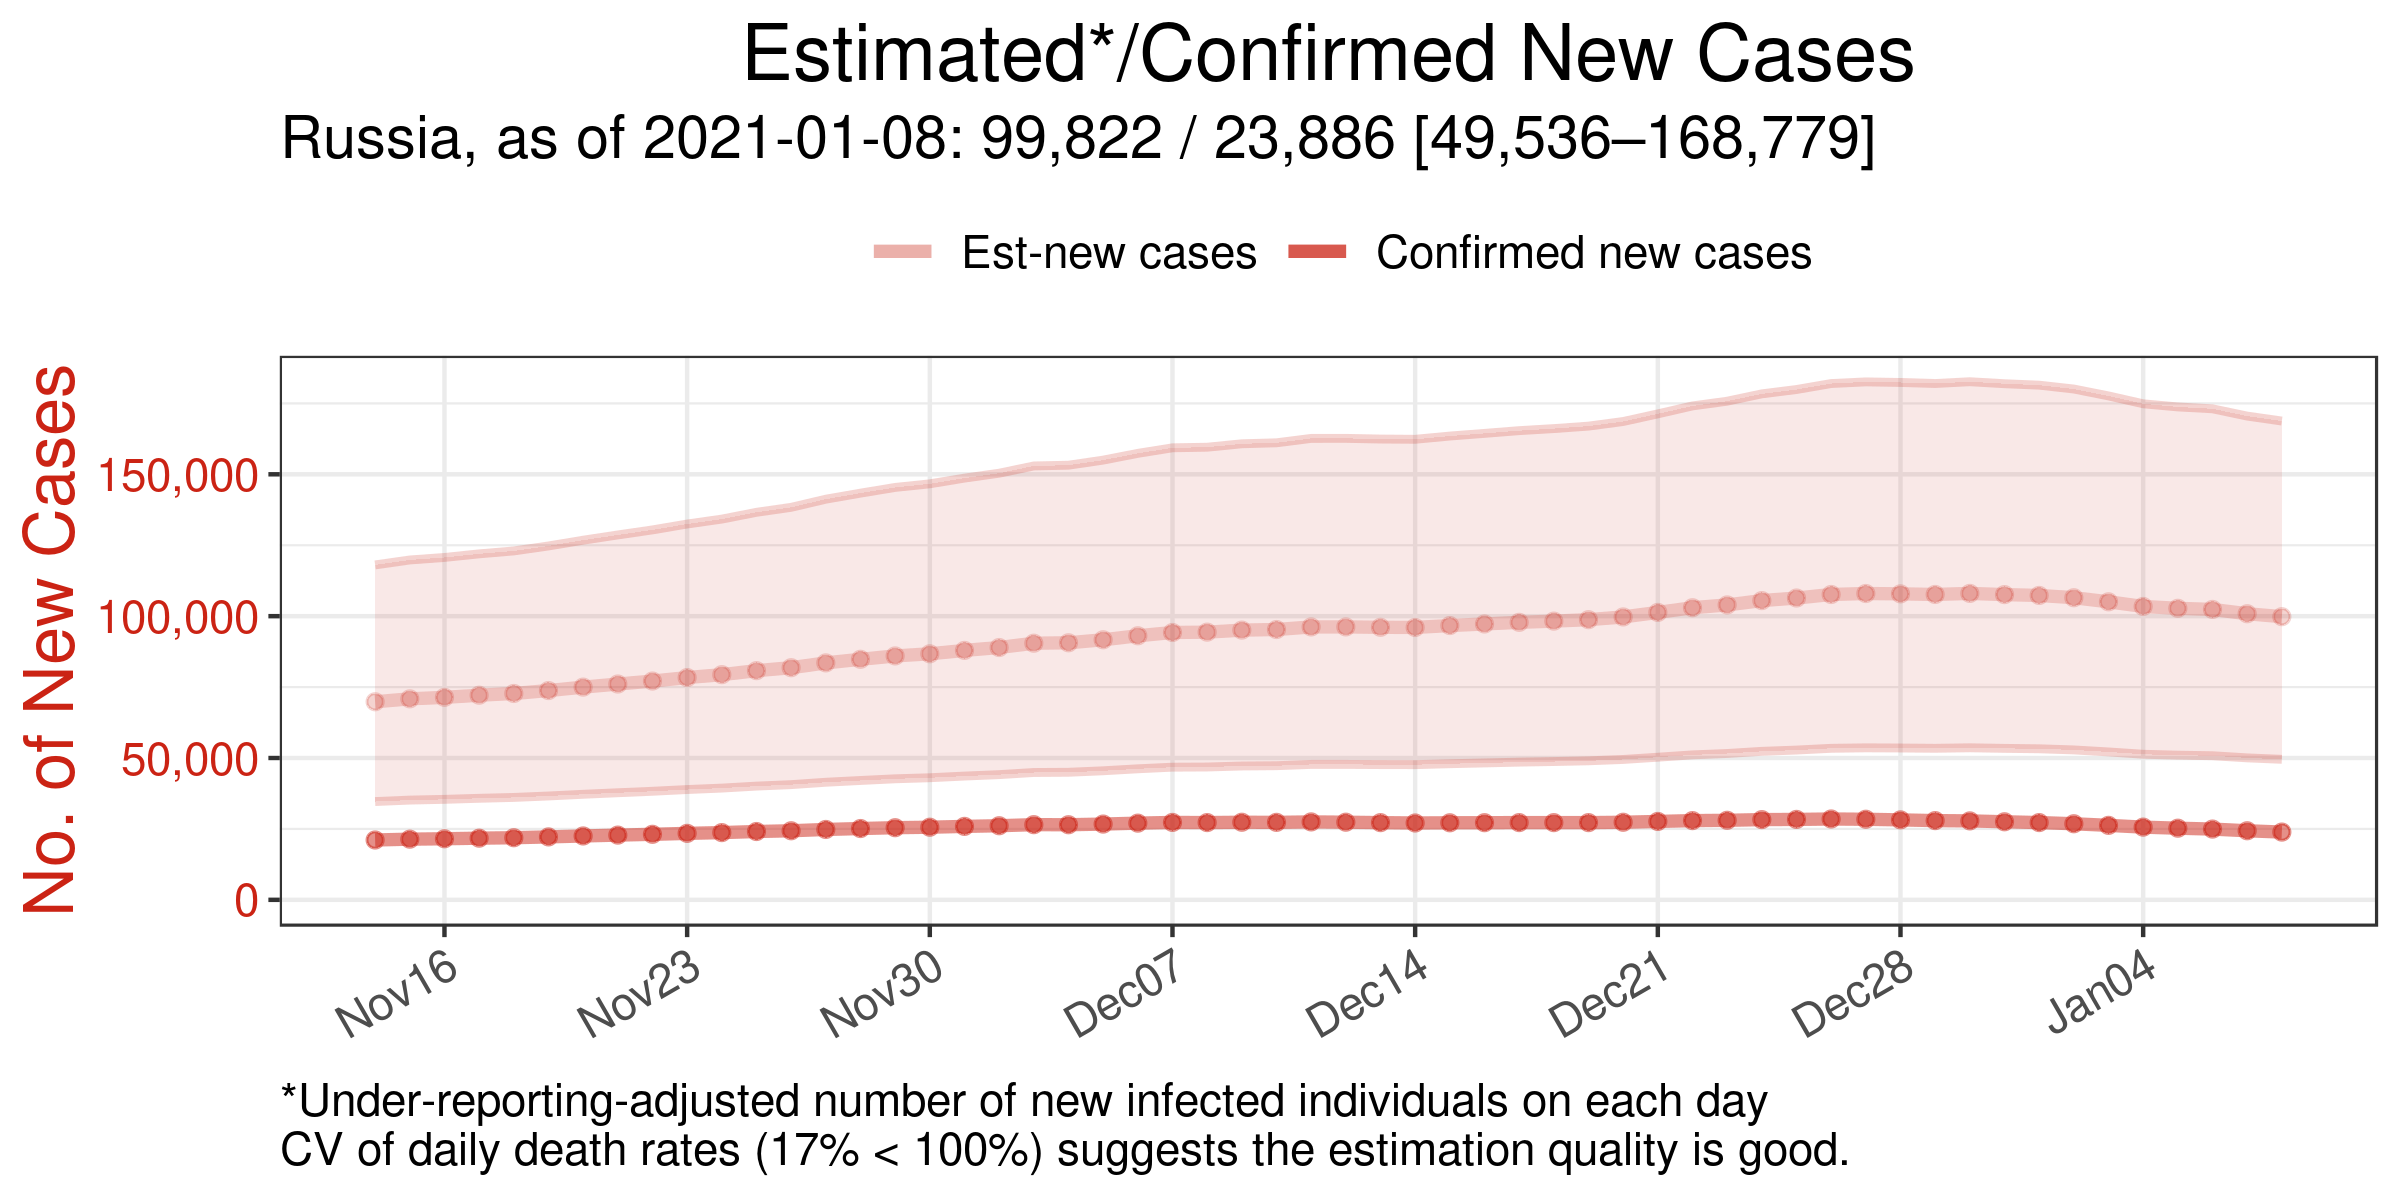 Estimated*/Confirmed New Cases
Russia, as of 2021-01-08: 99,822 / 23,886 [49,536–168,779]
Est-new cases
Confirmed new cases
No. of New Cases
150,000
100,000
50,000
0
Nov16
Nov23
Nov30
Dec07
Dec14
Dec21
Dec28
Jan04
*Under-reporting-adjusted number of new infected individuals on each day
CV of daily death rates (17% < 100%) suggests the estimation quality is good.